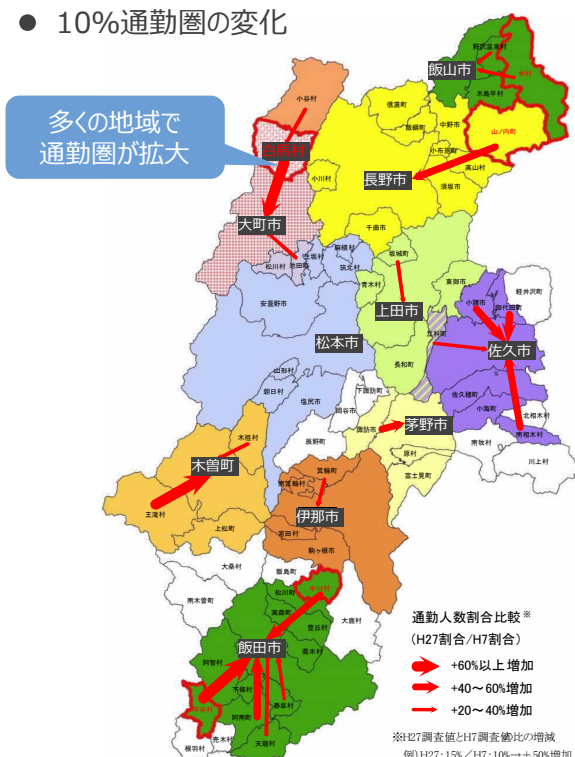 ● 10%通勤圏の変化
多くの地域で
通勤圏が拡大
野沢温泉村
飯山市
栄村
木島平村
小谷村
信濃町
飯綱町
中野市
山ノ内町
白馬村
小布施町
高山村
小川村
長野市
須坂市
大町市
千曲市
麻績村
生坂村
筑北村
坂城町
松川村
池田町
青木村
東御市
軽井沢町
小諸市
御代田町
安曇野市
上田市
立科町
松本市
佐久市
長和町
山形村
下諏訪町
佐久穂町
朝日村
塩尻市
岡谷市
茅野市
小海町
北相木村
諏訪市
南相木村
木祖村
辰野町
原村
南牧村
川上村
木曽町
箕輪町
富士見町
南箕輪村
王滝村
伊那市
上松町
宮田村
駒ヶ根市
大桑村
飯島町
中川村
松川町
南木曽町
高森町
大鹿村
豊丘村
飯田市
喬木村
阿智村
下條村
平谷村
泰阜村
阿南町
売木村
天龍村
根羽村
通勤人数割合比較※
(H27割合/H7割合)
+60%以上増加
+40～60%増加
+20～40%増加
※H27調査値とH7調査値の比の増減
例)H27:15%／H7:10%→+50%増加